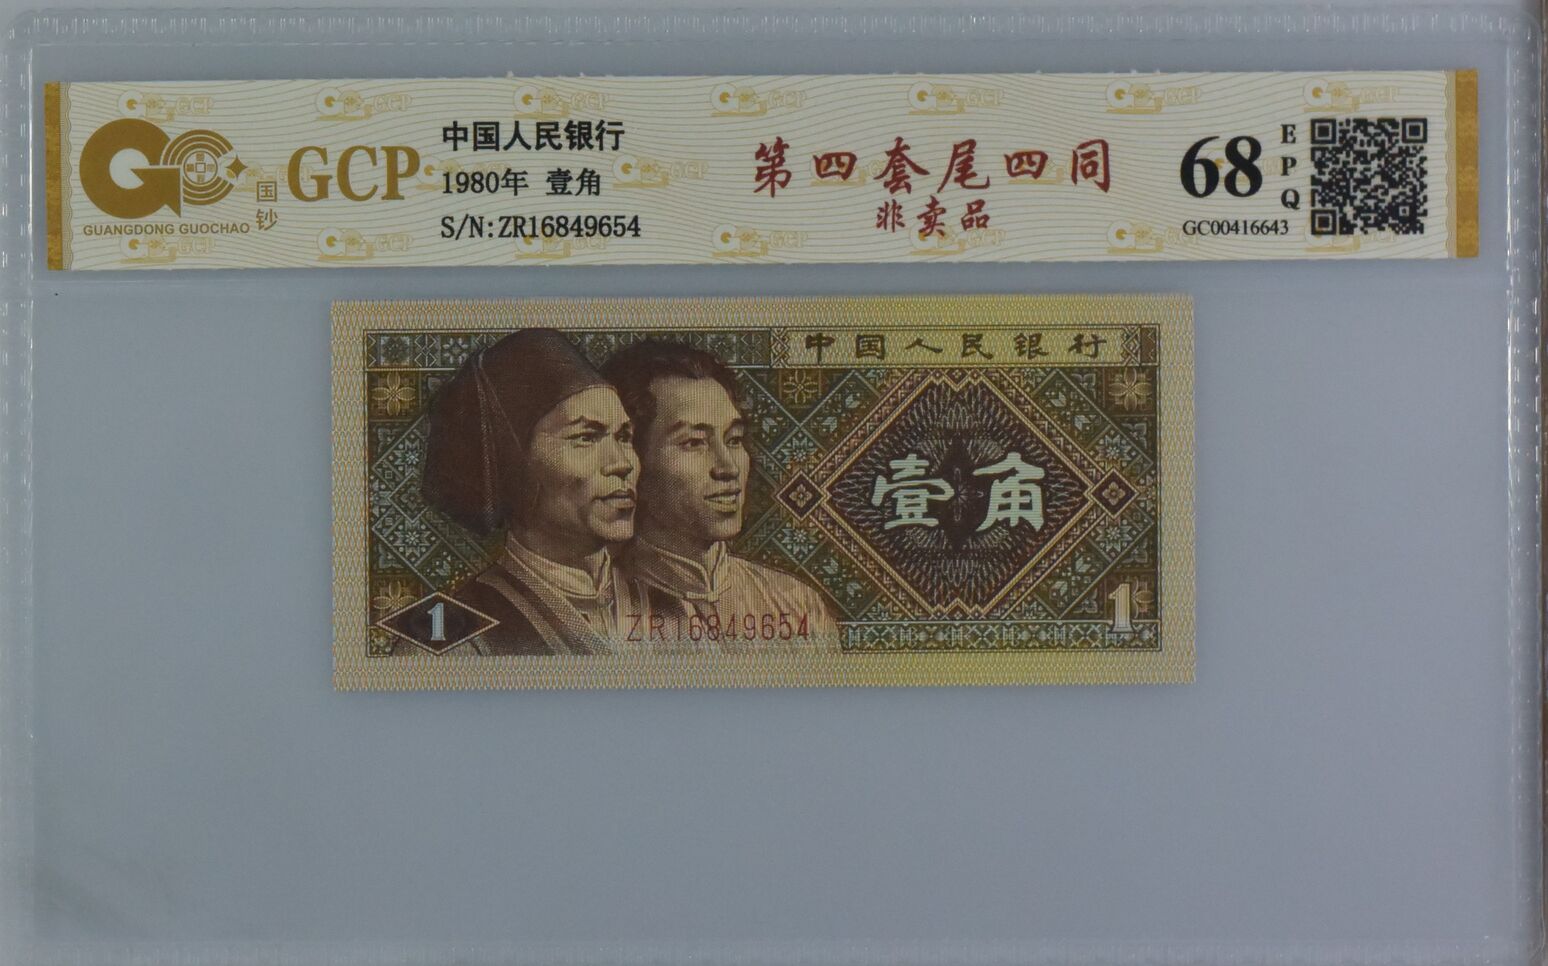 GCP
GUANGDONG GUOCHAO
国钞
中国人民银行
1980年 壹角
S/N:ZR16849654
第四套尾四同
非卖品
68
EPQ
GC00416643
中国人民银行
壹角
1
ZR16849654
1